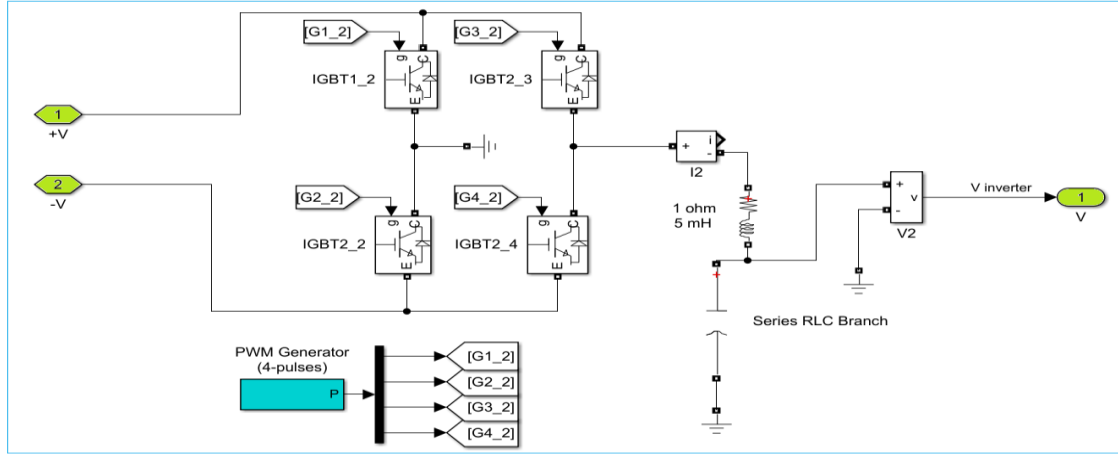 [G1_2]
[G3_2]
g
C
E
IGBT1_2
g
C
E
IGBT2_3
1
+V
2
-V
[G2_2]
[G4_2]
g
C
E
IGBT2_2
g
C
E
IGBT2_4
+
i
-
I2
1 ohm
5 mH
+
-
v
V2
V inverter
1
V
Series RLC Branch
PWM Generator
(4-pulses)
P
[G1_2]
[G2_2]
[G3_2]
[G4_2]